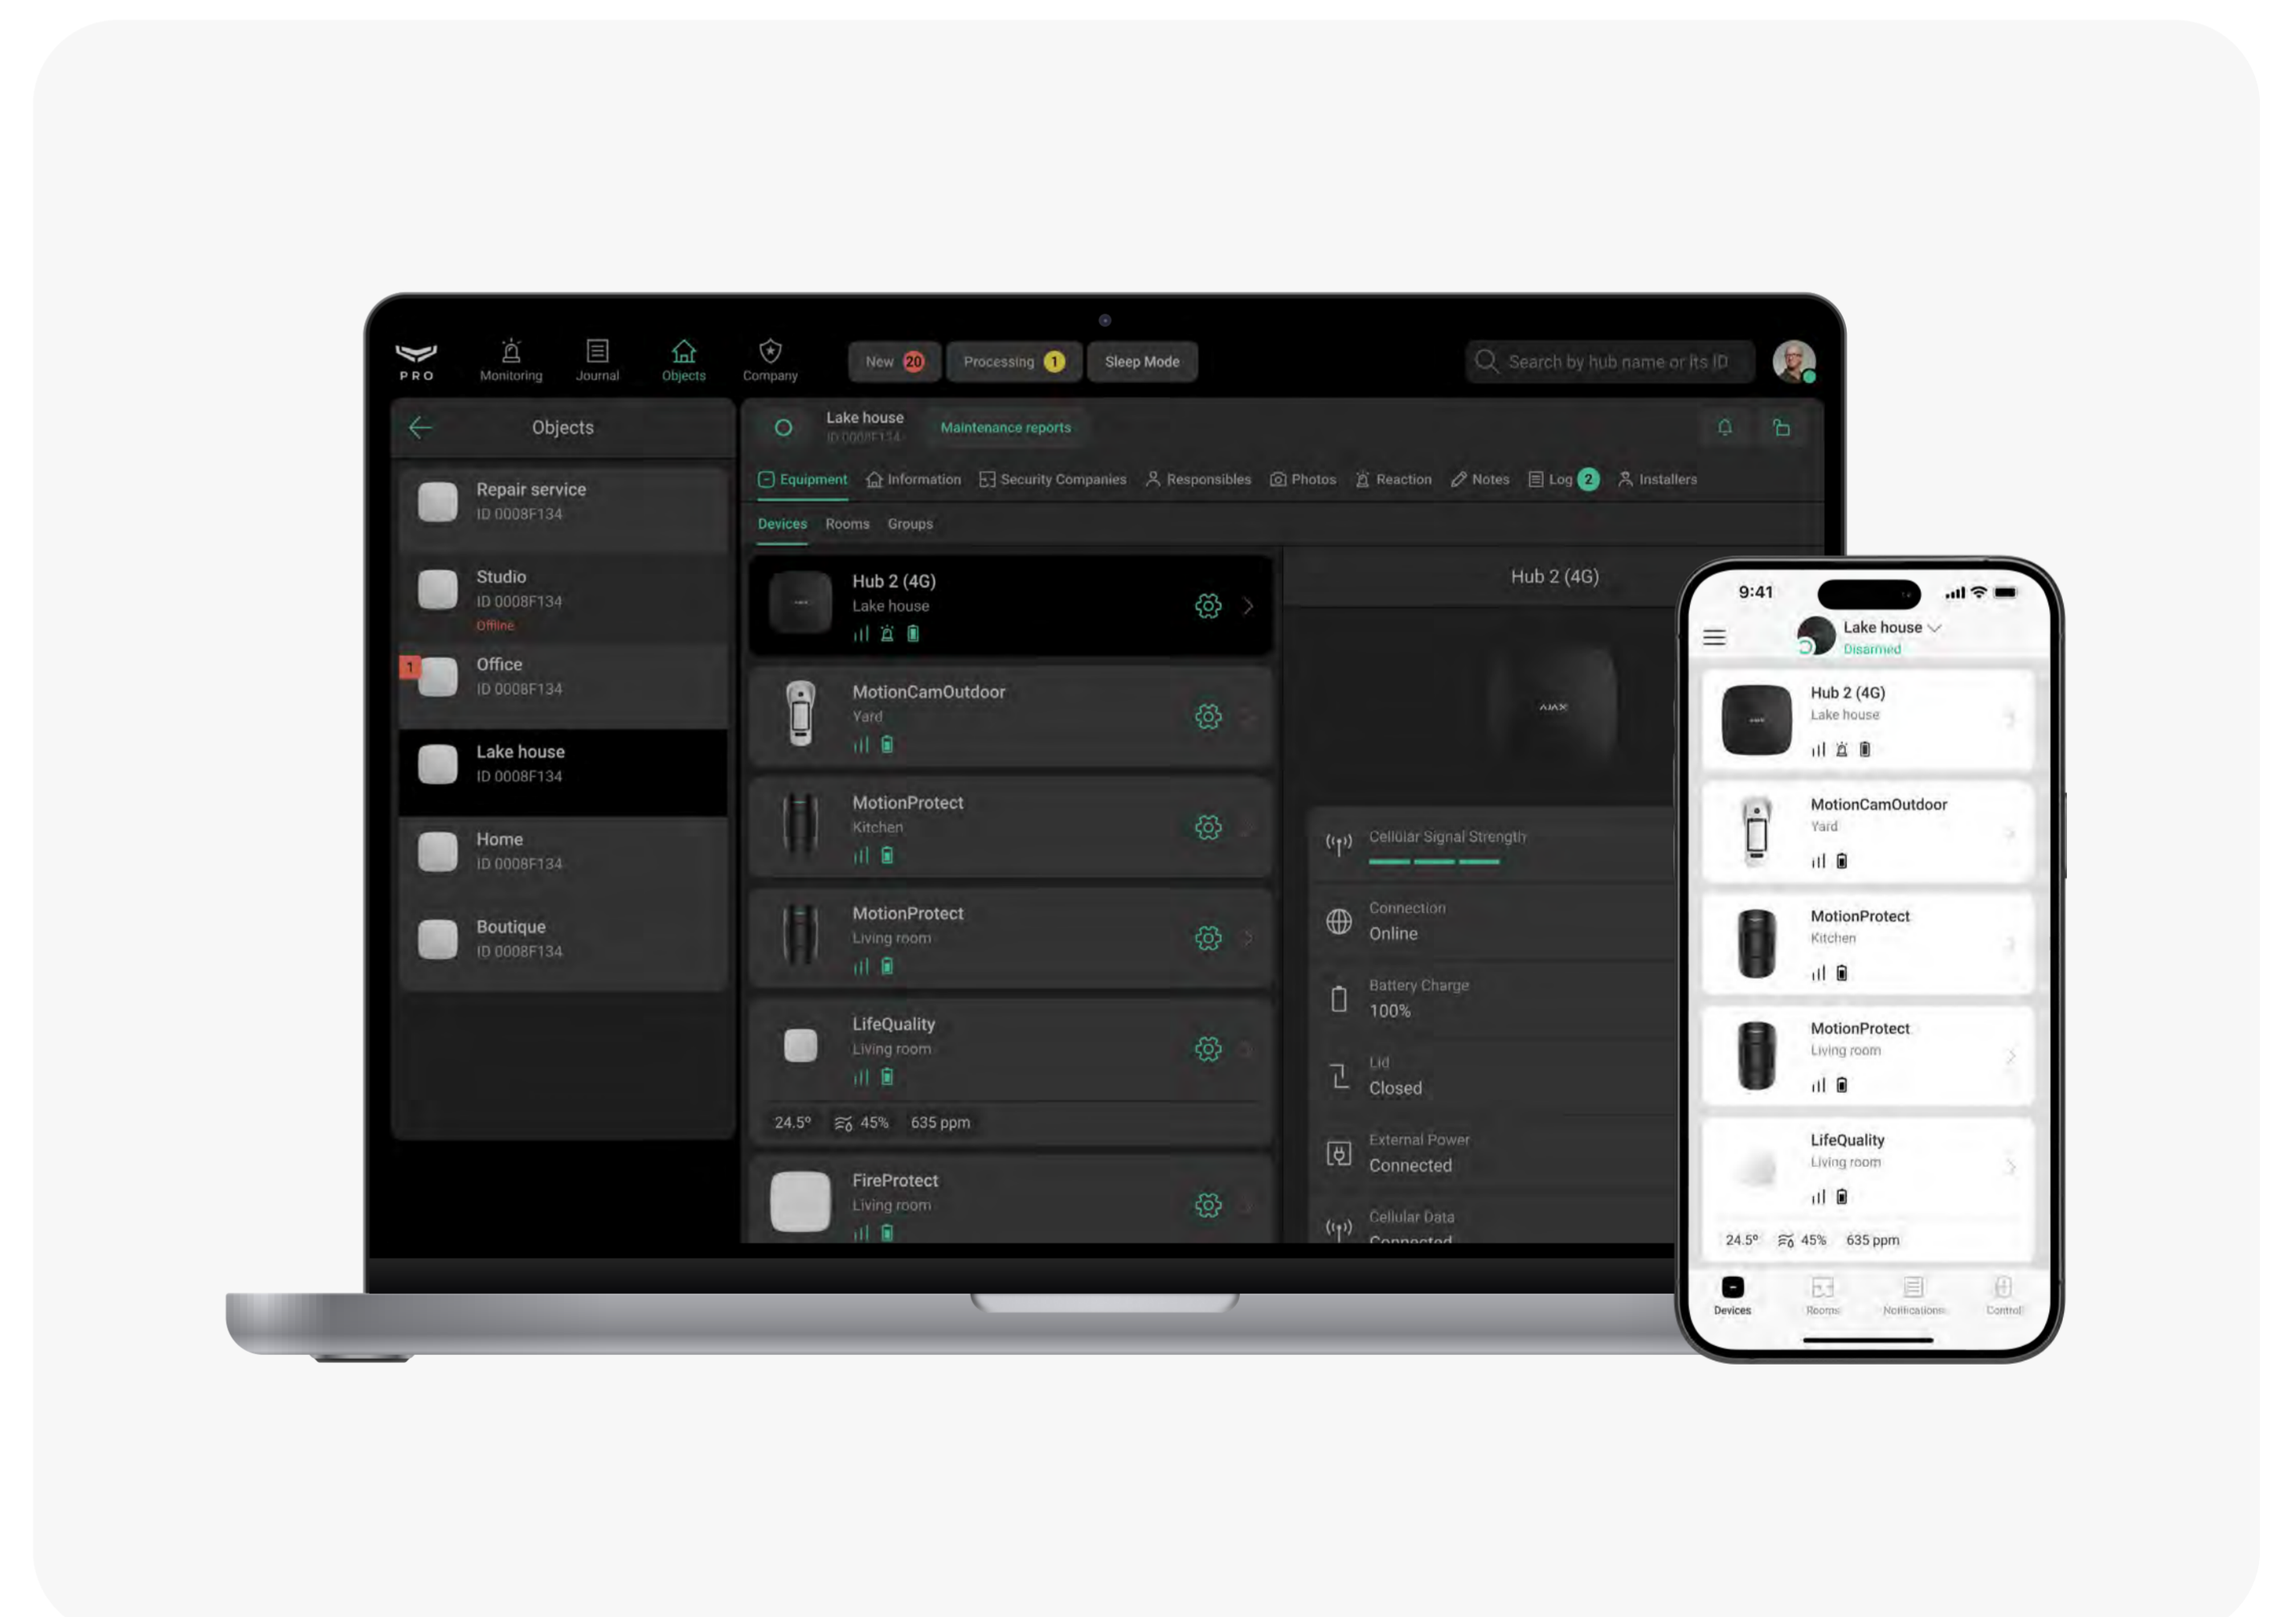 PRO
Monitoring
Journal
Objects
Company
New 20
Processing 1
Sleep Mode
Search by hub name or its ID
Objects
Repair service
ID 0008F134
Studio
ID 0008F134
Offline
1
Office
ID 0008F134
Lake house
ID 0008F134
Home
ID 0008F134
Boutique
ID 0008F134
Lake house
ID 0008F134
Maintenance reports
Equipment Information Security Companies Responsibles Photos Reaction Notes Log 2 Installers
Devices Rooms Groups
Hub 2 (4G)
Lake house
MotionCamOutdoor
Yard
MotionProtect
Kitchen
MotionProtect
Living room
LifeQuality
Living room
24.5° 45% 635 ppm
FireProtect
Living room
Hub 2 (4G)
AJAX
Cellular Signal Strength
Connection
Online
Battery Charge
100%
Lid
Closed
External Power
Connected
Cellular Data
Connected
9:41
Lake house
Disarmed
Hub 2 (4G)
Lake house
MotionCamOutdoor
Yard
MotionProtect
Kitchen
MotionProtect
Living room
LifeQuality
Living room
24.5° 45% 635 ppm
Devices
Rooms
Notifications
Control